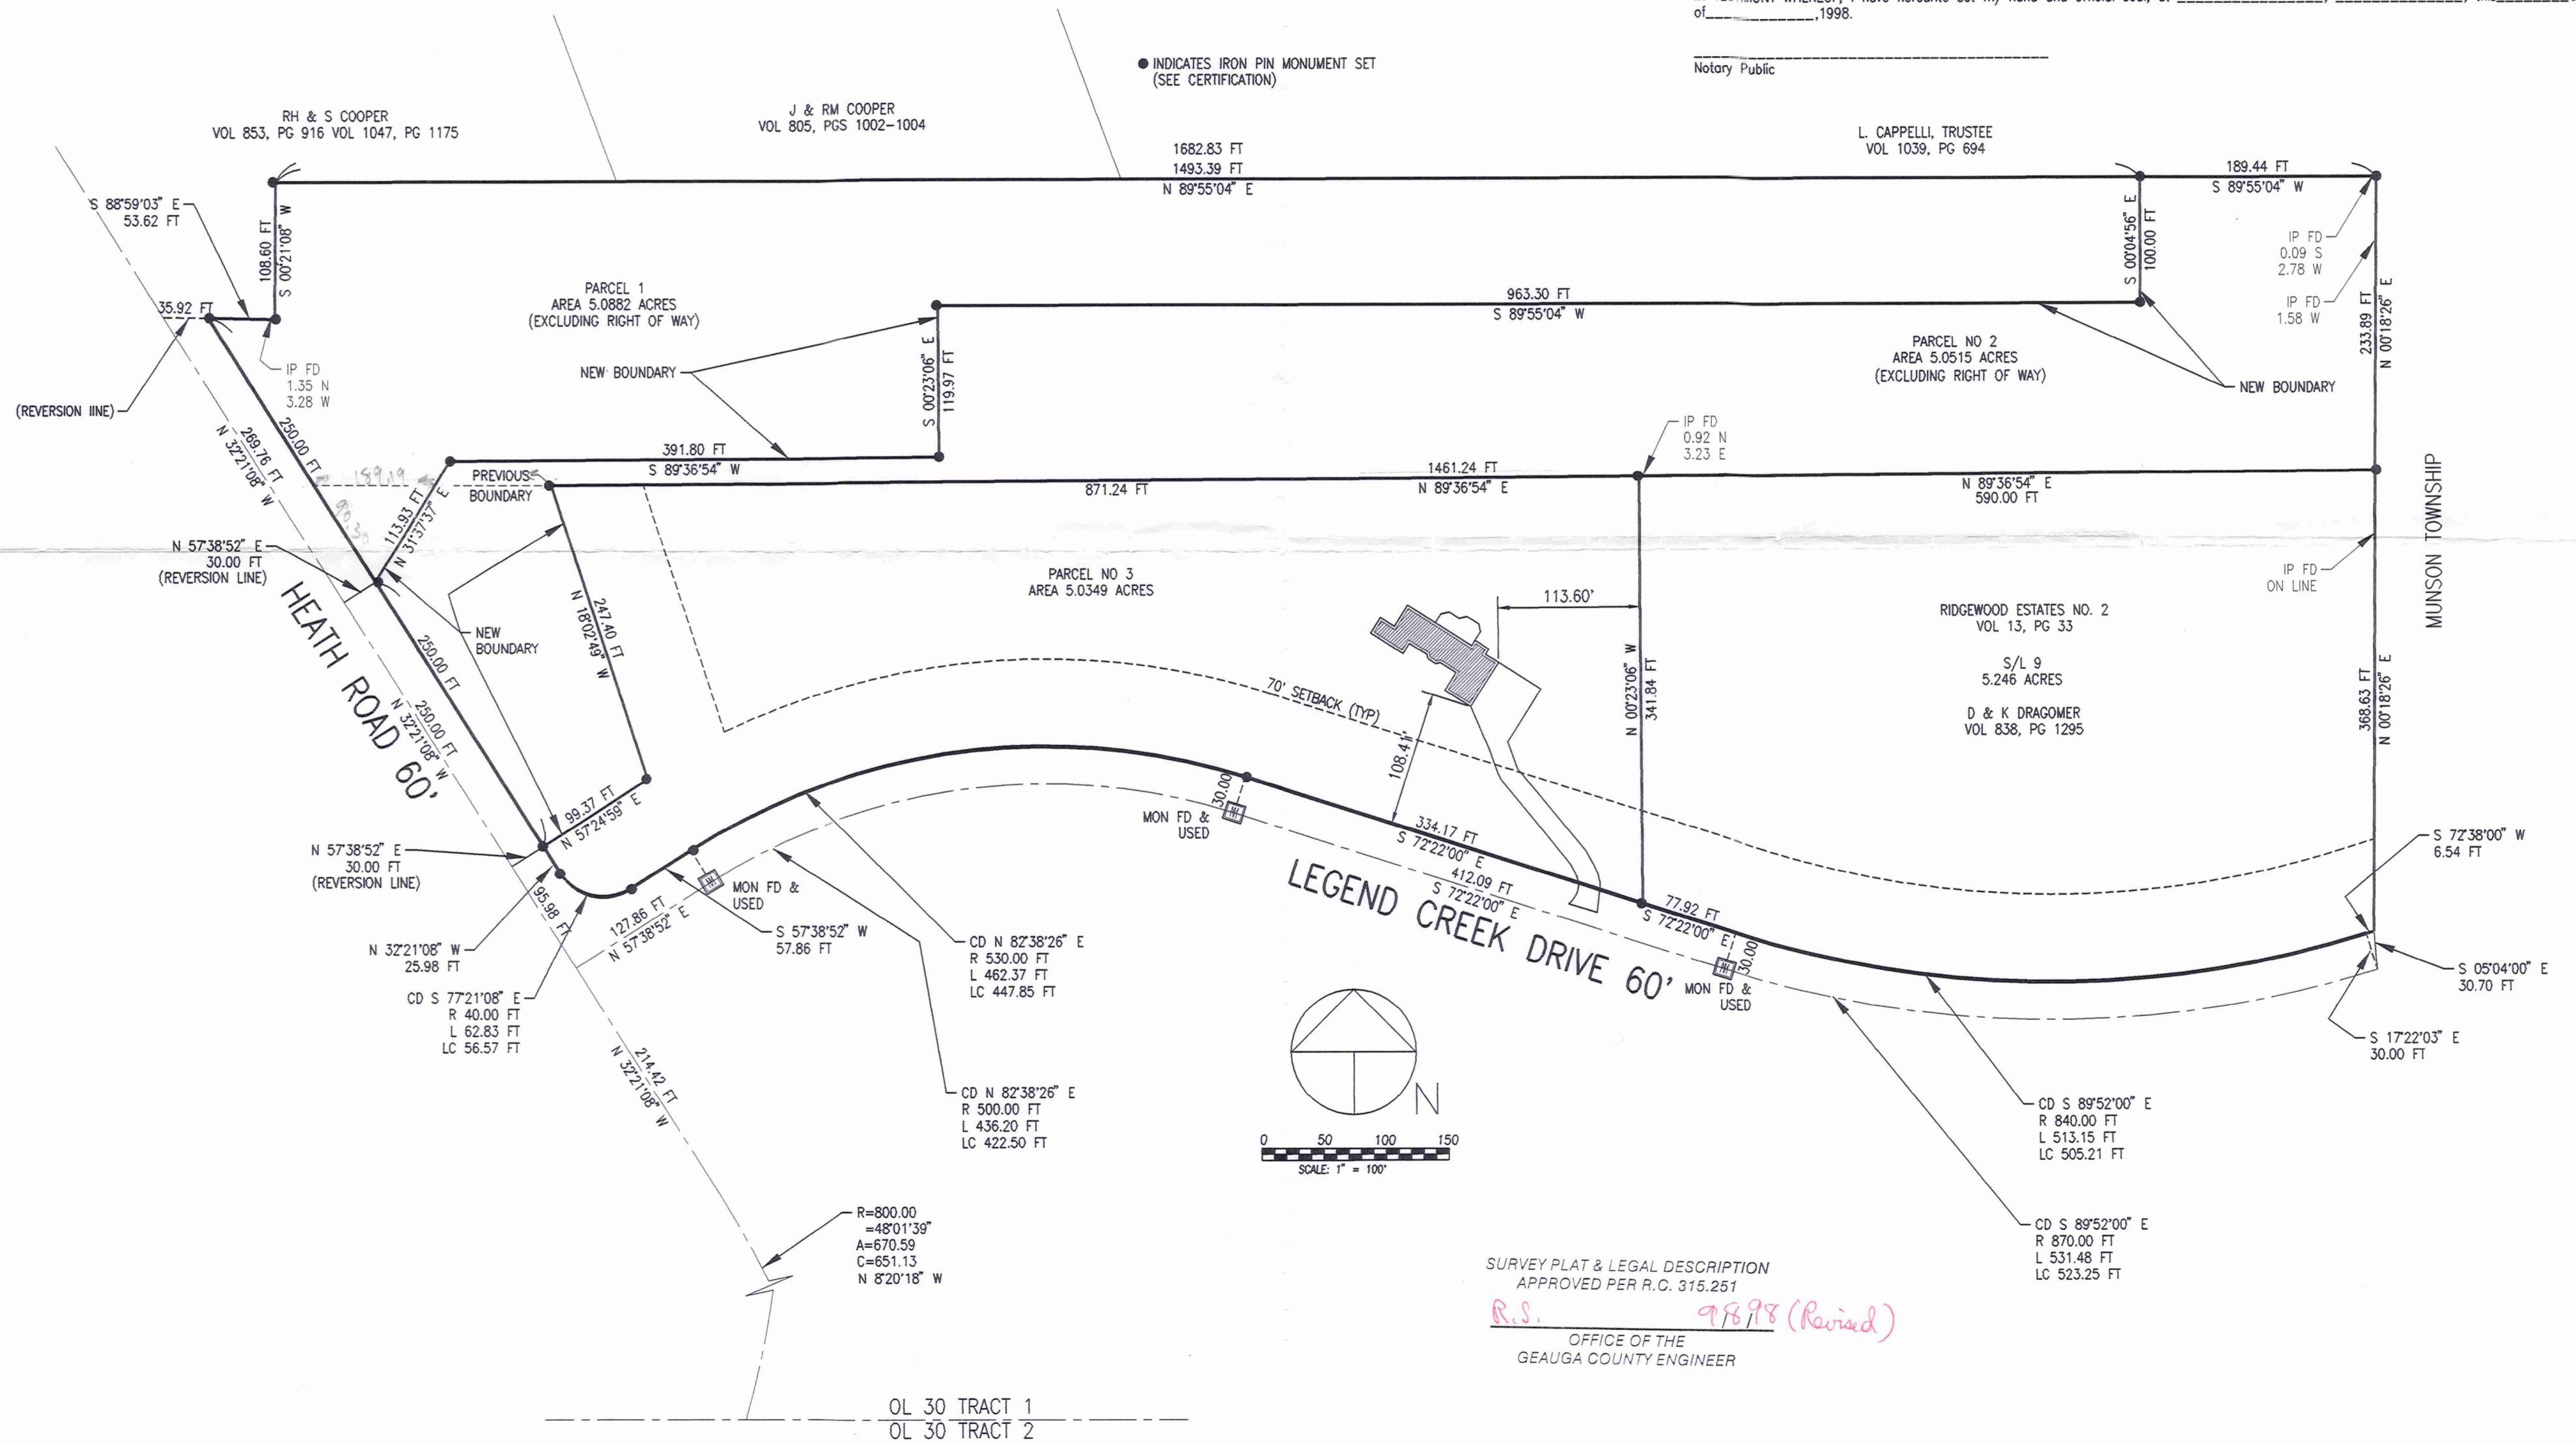 of____________,1998.
Notary Public
● INDICATES IRON PIN MONUMENT SET
(SEE CERTIFICATION)
RH & S COOPER
VOL 853, PG 916 VOL 1047, PG 1175
J & RM COOPER
VOL 805, PGS 1002-1004
L. CAPPELLI, TRUSTEE
VOL 1039, PG 694
1682.83 FT
1493.39 FT
N 89°55'04" E
189.44 FT
S 89°55'04" W
S 88°59'03" E
53.62 FT
108.60 FT
S 00°21'08" W
35.92 FT
(REVERSION lINE)
IP FD
1.35 N
3.28 W
PARCEL 1
AREA 5.0882 ACRES
(EXCLUDING RIGHT OF WAY)
NEW BOUNDARY
963.30 FT
S 89°55'04" W
S 00°04'56" E
100.00 FT
IP FD
0.09 S
2.78 W
IP FD
1.58 W
233.89 FT
N 00°18'26" E
PARCEL NO 2
AREA 5.0515 ACRES
(EXCLUDING RIGHT OF WAY)
NEW BOUNDARY
S 00°23'06" E
119.97 FT
250.00 FT
269.76 FT
N 32°21'08" W
189.19
90.30
391.80 FT
S 89°36'54" W
PREVIOUS
BOUNDARY
113.93 FT
N 31°37'37" E
IP FD
0.92 N
3.23 E
1461.24 FT
871.24 FT
N 89°36'54" E
N 89°36'54" E
590.00 FT
MUNSON TOWNSHIP
N 57°38'52" E
30.00 FT
(REVERSION LINE)
HEATH ROAD 60'
NEW
BOUNDARY
247.40 FT
N 18°02'49" W
250.00 FT
250.00 FT
N 32°21'08" W
PARCEL NO 3
AREA 5.0349 ACRES
113.60'
IP FD
ON LINE
RIDGEWOOD ESTATES NO. 2
VOL 13, PG 33
S/L 9
5.246 ACRES
D & K DRAGOMER
VOL 838, PG 1295
N 00°23'06" W
341.84 FT
368.63 FT
N 00°18'26" E
70' SETBACK (TYP)
108.41'
99.37 FT
N 57°24'59" E
N 57°38'52" E
30.00 FT
(REVERSION LINE)
30.00
MON FD &
USED
334.17 FT
S 72°22'00" E
412.09 FT
S 72°22'00" E
LEGEND CREEK DRIVE 60'
77.92 FT
S 72°22'00" E
30.00
MON FD &
USED
S 72°38'00" W
6.54 FT
S 05°04'00" E
30.70 FT
S 17°22'03" E
30.00 FT
MON FD &
USED
95.98 FT
127.86 FT
N 57°38'52" E
S 57°38'52" W
57.86 FT
N 32°21'08" W
25.98 FT
CD S 77°21'08" E
R 40.00 FT
L 62.83 FT
LC 56.57 FT
CD N 82°38'26" E
R 530.00 FT
L 462.37 FT
LC 447.85 FT
CD N 82°38'26" E
R 500.00 FT
L 436.20 FT
LC 422.50 FT
214.42 FT
N 32°21'08" W
N
0 50 100 150
SCALE: 1" = 100'
CD S 89°52'00" E
R 840.00 FT
L 513.15 FT
LC 505.21 FT
CD S 89°52'00" E
R 870.00 FT
L 531.48 FT
LC 523.25 FT
R=800.00
=48°01'39"
A=670.59
C=651.13
N 8°20'18" W
SURVEY PLAT & LEGAL DESCRIPTION
APPROVED PER R.C. 315.251
R.S. 9/8/98 (Revised)
OFFICE OF THE
GEAUGA COUNTY ENGINEER
OL 30 TRACT 1
OL 30 TRACT 2